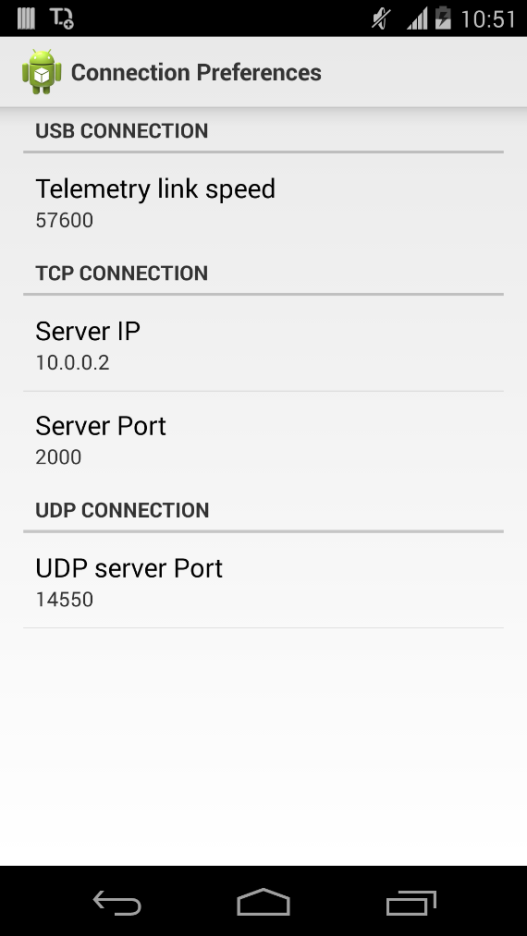 10:51
Connection Preferences
USB CONNECTION
Telemetry link speed
57600
TCP CONNECTION
Server IP
10.0.0.2
Server Port
2000
UDP CONNECTION
UDP server Port
14550